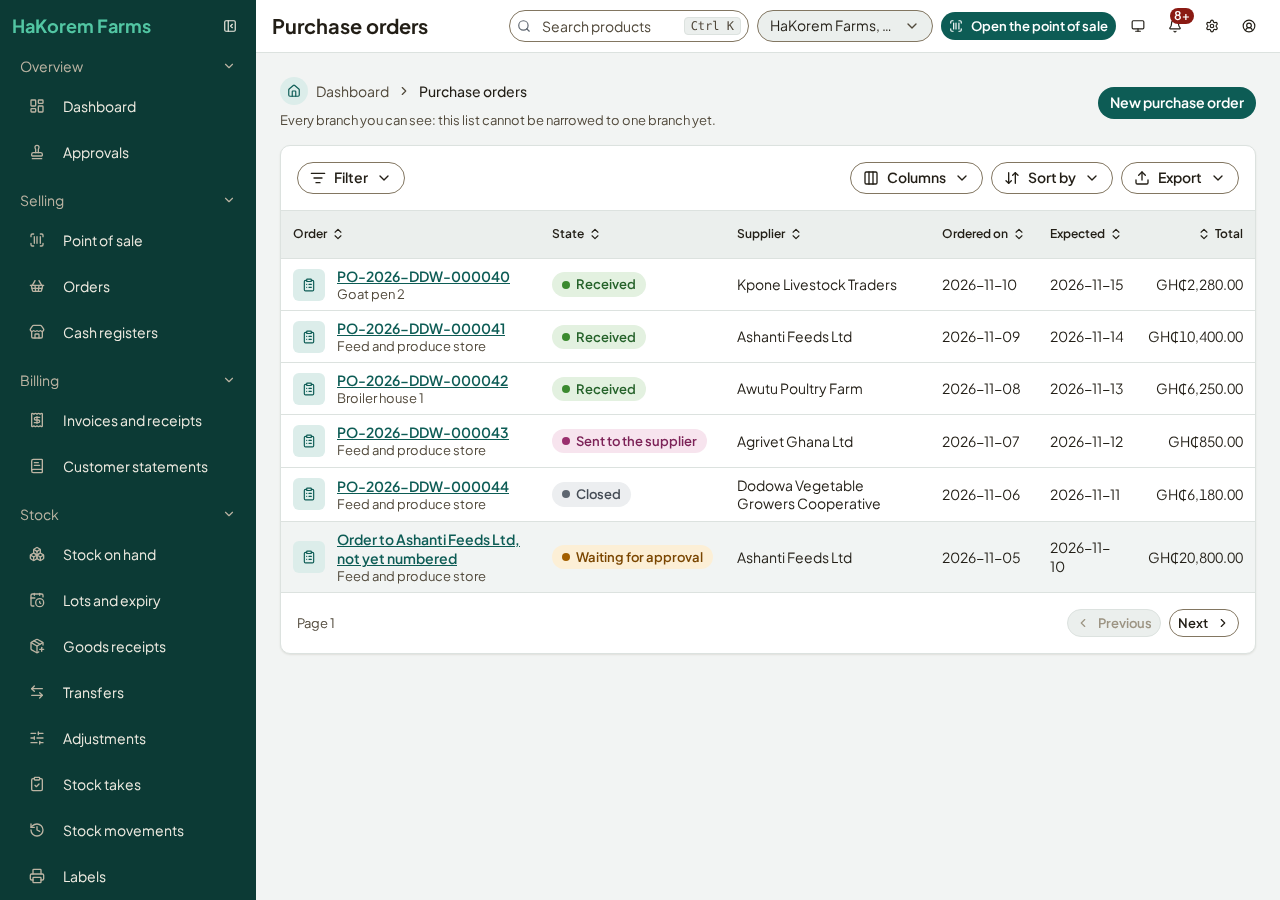 HaKorem Farms
Overview
Dashboard
Approvals
Selling
Point of sale
Orders
Cash registers
Billing
Invoices and receipts
Customer statements
Stock
Stock on hand
Lots and expiry
Goods receipts
Transfers
Adjustments
Stock takes
Stock movements
Labels
Purchase orders
Search products Ctrl K
HaKorem Farms, ...
Open the point of sale
8+
Dashboard > Purchase orders
Every branch you can see: this list cannot be narrowed to one branch yet.
New purchase order
Filter
Columns
Sort by
Export
Order State Supplier Ordered on Expected Total
PO-2026-DDW-000040
Goat pen 2
Received Kpone Livestock Traders 2026-11-10 2026-11-15 GH₵2,280.00
PO-2026-DDW-000041
Feed and produce store
Received Ashanti Feeds Ltd 2026-11-09 2026-11-14 GH₵10,400.00
PO-2026-DDW-000042
Broiler house 1
Received Awutu Poultry Farm 2026-11-08 2026-11-13 GH₵6,250.00
PO-2026-DDW-000043
Feed and produce store
Sent to the supplier Agrivet Ghana Ltd 2026-11-07 2026-11-12 GH₵850.00
PO-2026-DDW-000044
Feed and produce store
Closed
Dodowa Vegetable
Growers Cooperative
2026-11-06 2026-11-11 GH₵6,180.00
Order to Ashanti Feeds Ltd,
not yet numbered
Feed and produce store
Waiting for approval Ashanti Feeds Ltd 2026-11-05
2026-11-
10
GH₵20,800.00
Page 1
Previous
Next